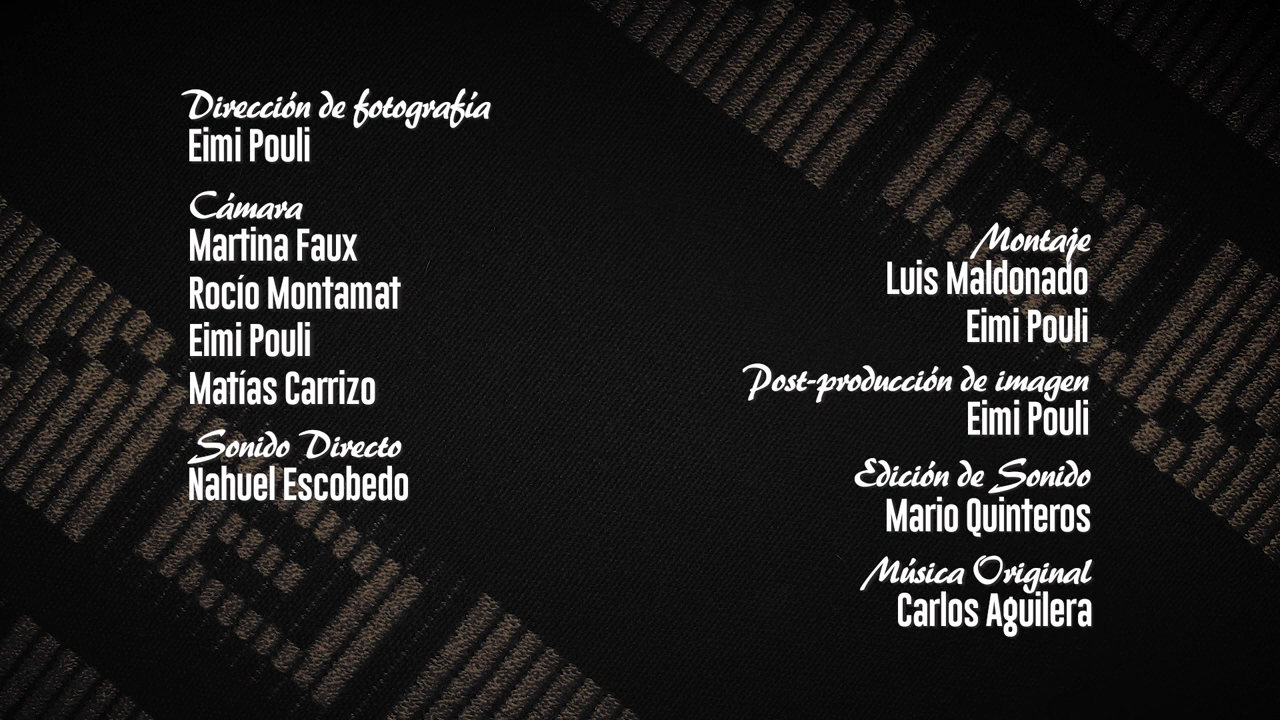 Dirección de fotografía
Eimi Pouli
Cámara
Martina Faux
Rocío Montamat
Eimi Pouli
Matías Carrizo
Sonido Directo
Nahuel Escobedo
Montaje
Luis Maldonado
Eimi Pouli
Post-producción de imagen
Eimi Pouli
Edición de Sonido
Mario Quinteros
Música Original
Carlos Aguilera